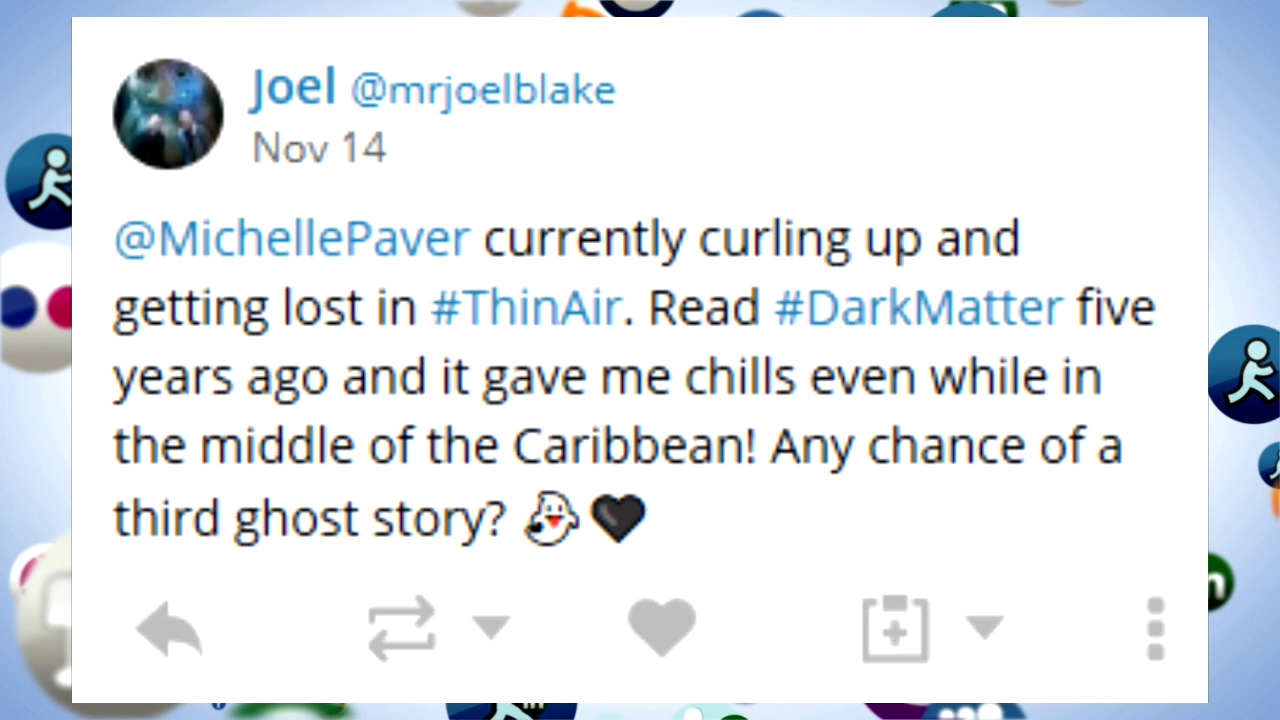 Joel @mrjoelblake
Nov 14
@MichellePaver currently curling up and
getting lost in #ThinAir. Read #DarkMatter five
years ago and it gave me chills even while in
the middle of the Caribbean! Any chance of a
third ghost story? 👻🖤